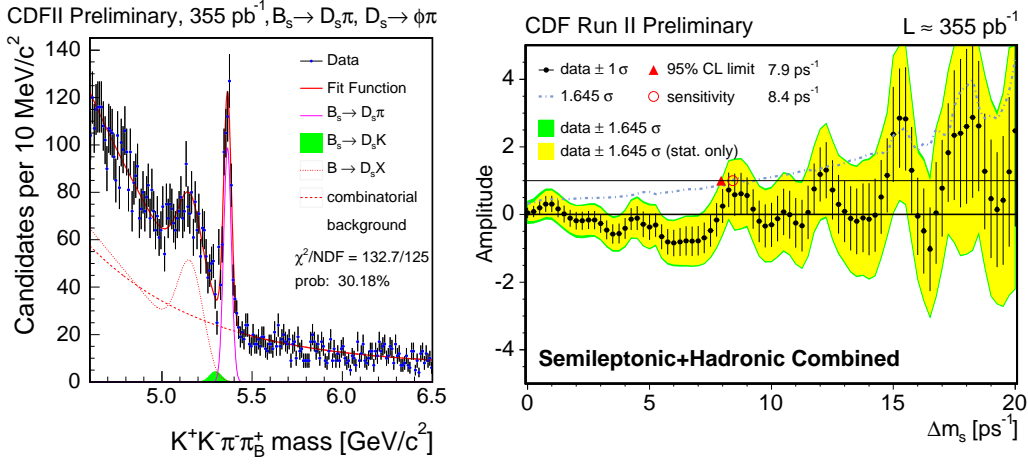 CDFII Preliminary, 355 pb⁻¹, Bₛ→ Dₛπ, Dₛ→ φπ
Candidates per 10 MeV/c²
140
120
100
80
60
40
20
0
Data
Fit Function
Bₛ→ Dₛπ
Bₛ→ DₛK
B → DₛX
combinatorial
background
χ²/NDF = 132.7/125
prob: 30.18%
5.0 5.5 6.0 6.5
K⁺K⁻π⁻π_B⁺ mass [GeV/c²]
CDF Run II Preliminary L ≈ 355 pb⁻¹
Amplitude
4
2
0
-2
-4
data ± 1 σ 95% CL limit 7.9 ps⁻¹
1.645 σ sensitivity 8.4 ps⁻¹
data ± 1.645 σ
data ± 1.645 σ (stat. only)
Semileptonic+Hadronic Combined
0 5 10 15 20
Δmₛ [ps⁻¹]